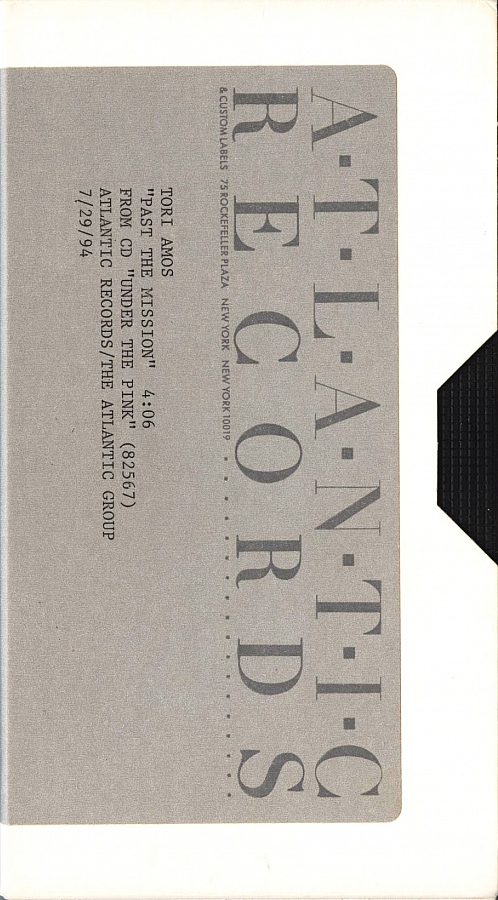 A·T·L·A·N·T·I·C
RECORDS
& CUSTOM LABELS 75 ROCKEFELLER PLAZA NEW YORK NEW YORK 10019
TORI AMOS
"PAST THE MISSION" 4:06
FROM CD "UNDER THE PINK" (82567)
ATLANTIC RECORDS/THE ATLANTIC GROUP
7/29/94